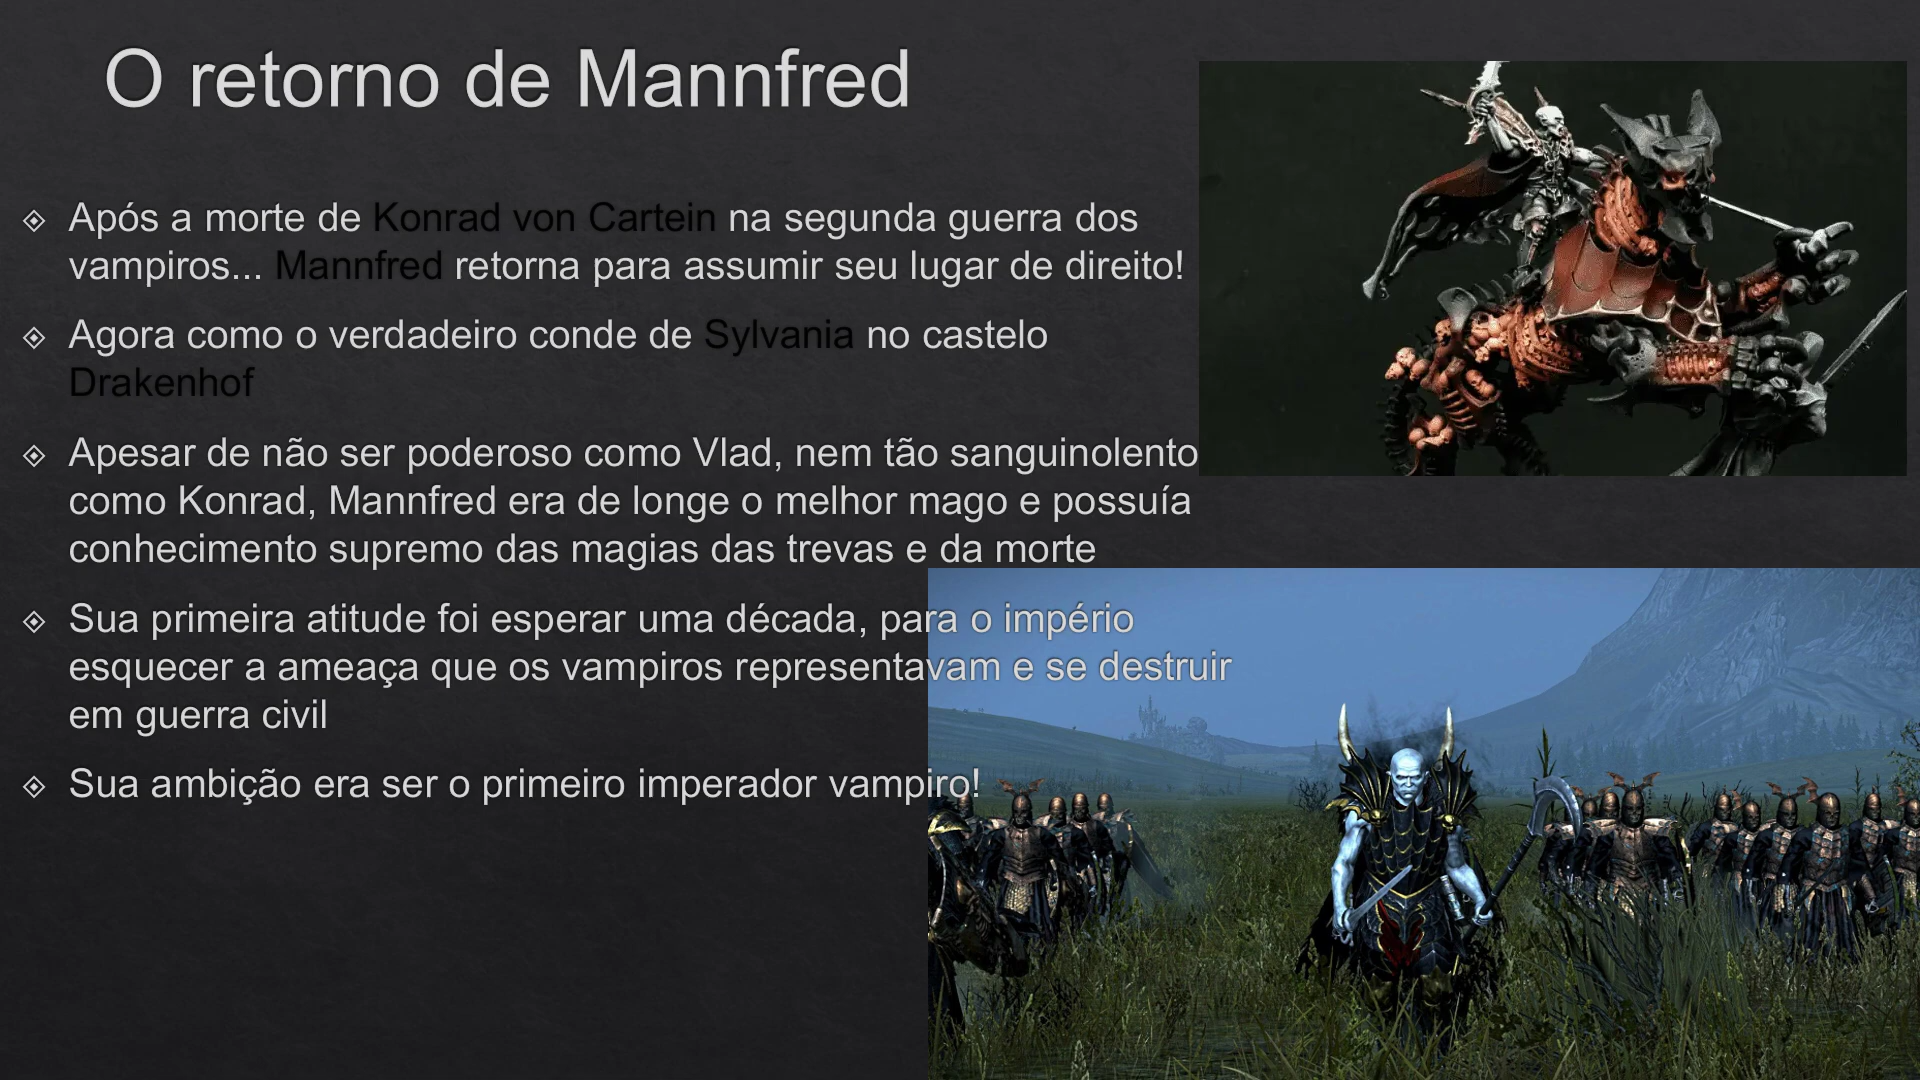 O retorno de Mannfred
Após a morte de Konrad von Cartein na segunda guerra dos
vampiros... Mannfred retorna para assumir seu lugar de direito!
Agora como o verdadeiro conde de Sylvania no castelo
Drakenhof
Apesar de não ser poderoso como Vlad, nem tão sanguinolento
como Konrad, Mannfred era de longe o melhor mago e possuía
conhecimento supremo das magias das trevas e da morte
Sua primeira atitude foi esperar uma década, para o império
esquecer a ameaça que os vampiros representavam e se destruir
em guerra civil
Sua ambição era ser o primeiro imperador vampiro!